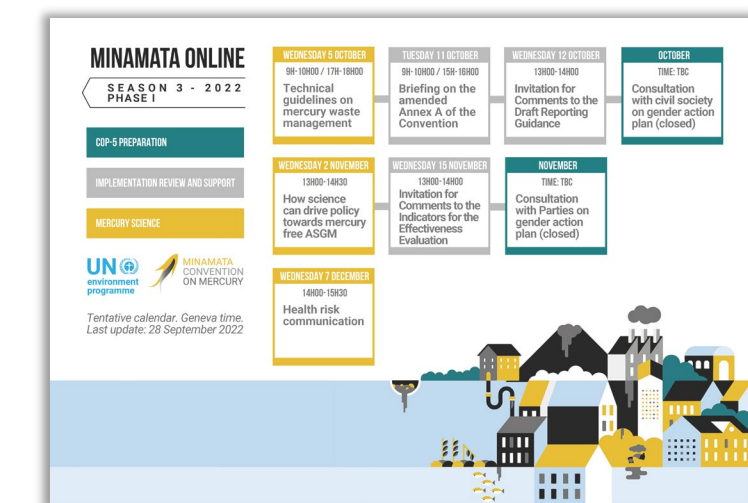 MINAMATA ONLINE
SEASON 3 - 2022
PHASE I
COP-5 PREPARATION
IMPLEMENTATION REVIEW AND SUPPORT
MERCURY SCIENCE
UN
environment
programme
MINAMATA
CONVENTION
ON MERCURY
Tentative calendar. Geneva time.
Last update: 28 September 2022
WEDNESDAY 5 OCTOBER
9H-10H00 / 17H-18H00
Technical
guidelines on
mercury waste
management
TUESDAY 11 OCTOBER
9H-10H00 / 15H-16H00
Briefing on the
amended
Annex A of the
Convention
WEDNESDAY 12 OCTOBER
13H00-14H00
Invitation for
Comments to the
Draft Reporting
Guidance
OCTOBER
TIME: TBC
Consultation
with civil society
on gender action
plan (closed)
WEDNESDAY 2 NOVEMBER
13H00-14H30
How science
can drive policy
towards mercury
free ASGM
WEDNESDAY 15 NOVEMBER
13H00-14H00
Invitation for
Comments to the
Indicators for the
Effectiveness
Evaluation
NOVEMBER
TIME: TBC
Consultation
with Parties on
gender action
plan (closed)
WEDNESDAY 7 DECEMBER
14H00-15H30
Health risk
communication